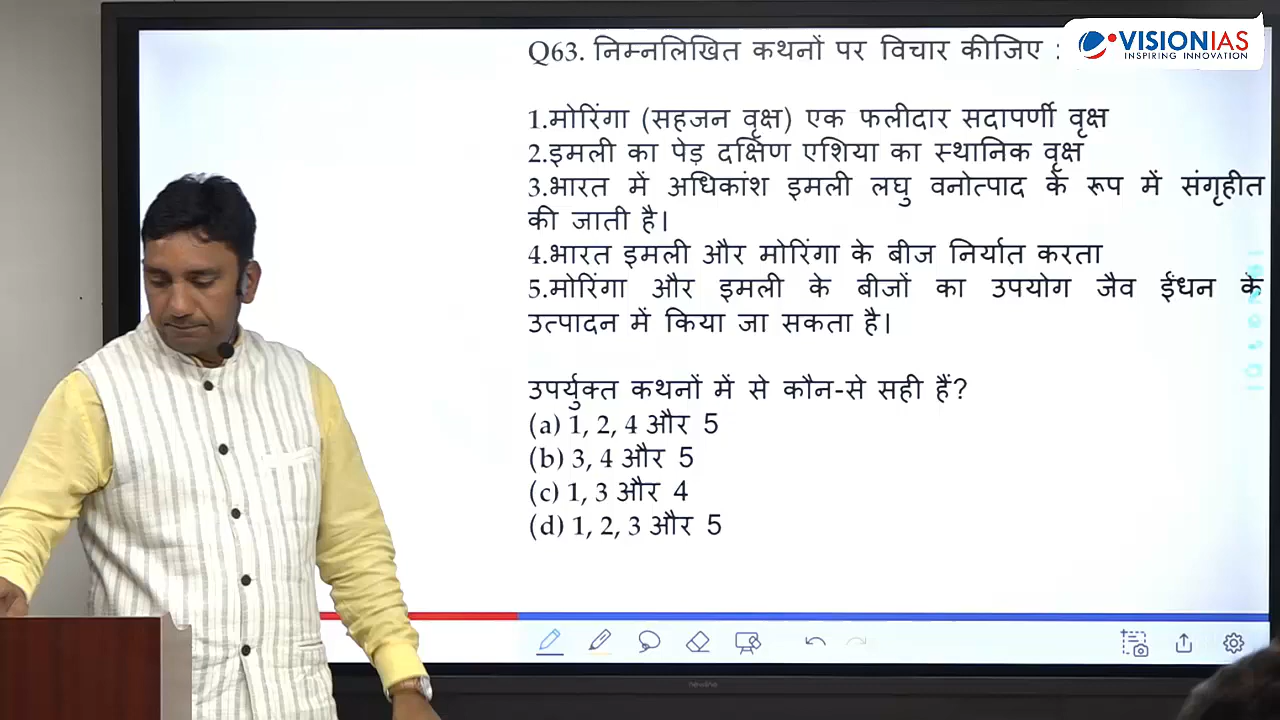 VISIONIAS
INSPIRING INNOVATION
Q63. निम्नलिखित कथनों पर विचार कीजिए :
1.मोरिंगा (सहजन वृक्ष) एक फलीदार सदापर्णी वृक्ष
2.इमली का पेड़ दक्षिण एशिया का स्थानिक वृक्ष
3.भारत में अधिकांश इमली लघु वनोत्पाद के रूप में संगृहीत
की जाती है।
4.भारत इमली और मोरिंगा के बीज निर्यात करता
5.मोरिंगा और इमली के बीजों का उपयोग जैव ईंधन के
उत्पादन में किया जा सकता है।
उपर्युक्त कथनों में से कौन-से सही हैं?
(a) 1, 2, 4 और 5
(b) 3, 4 और 5
(c) 1, 3 और 4
(d) 1, 2, 3 और 5
newline